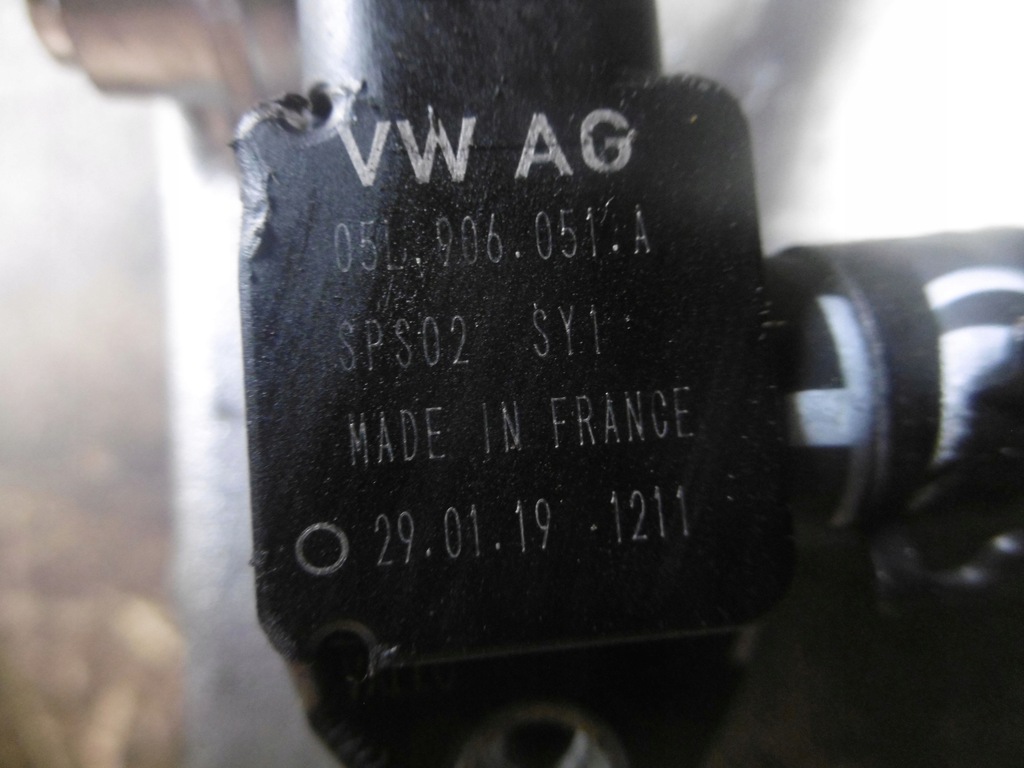 VW AG
05L.906.051.A
SPS02 SY1
MADE IN FRANCE
29.01.19 1211